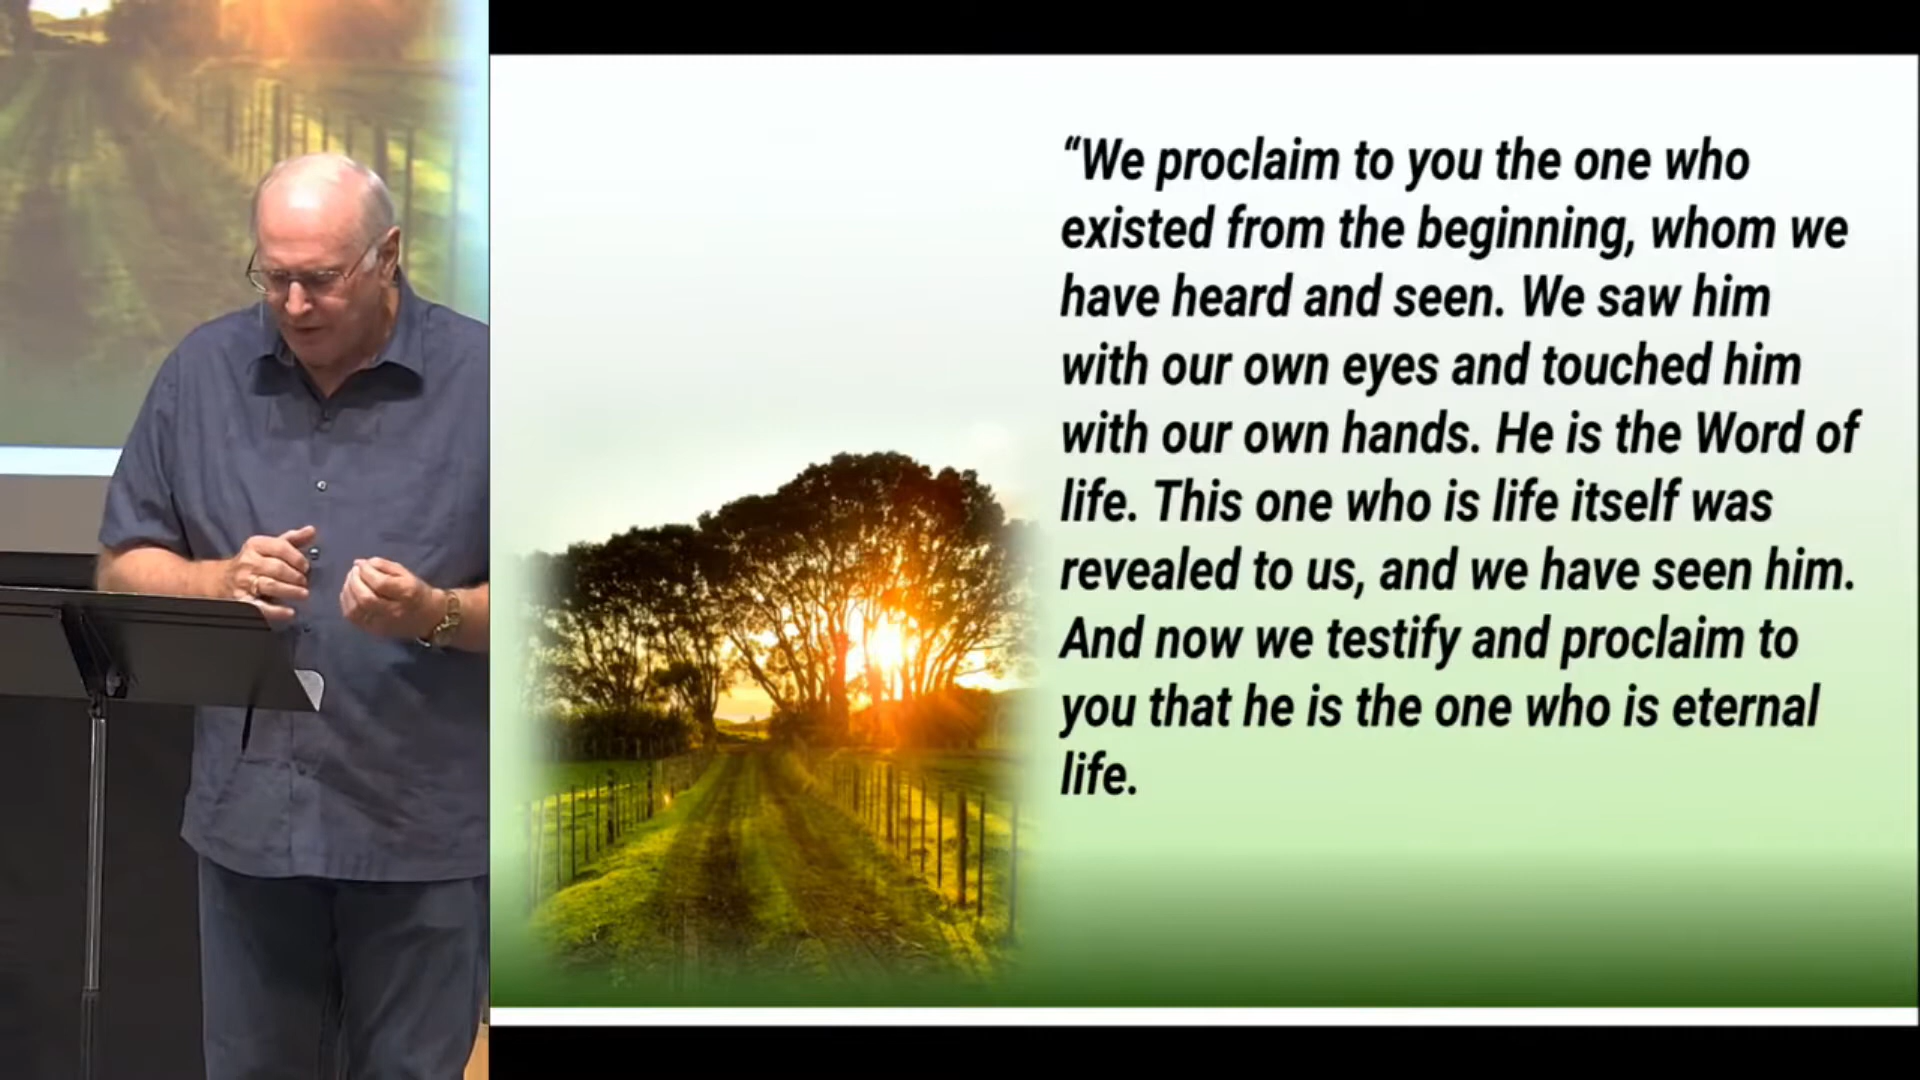 “We proclaim to you the one who
existed from the beginning, whom we
have heard and seen. We saw him
with our own eyes and touched him
with our own hands. He is the Word of
life. This one who is life itself was
revealed to us, and we have seen him.
And now we testify and proclaim to
you that he is the one who is eternal
life.